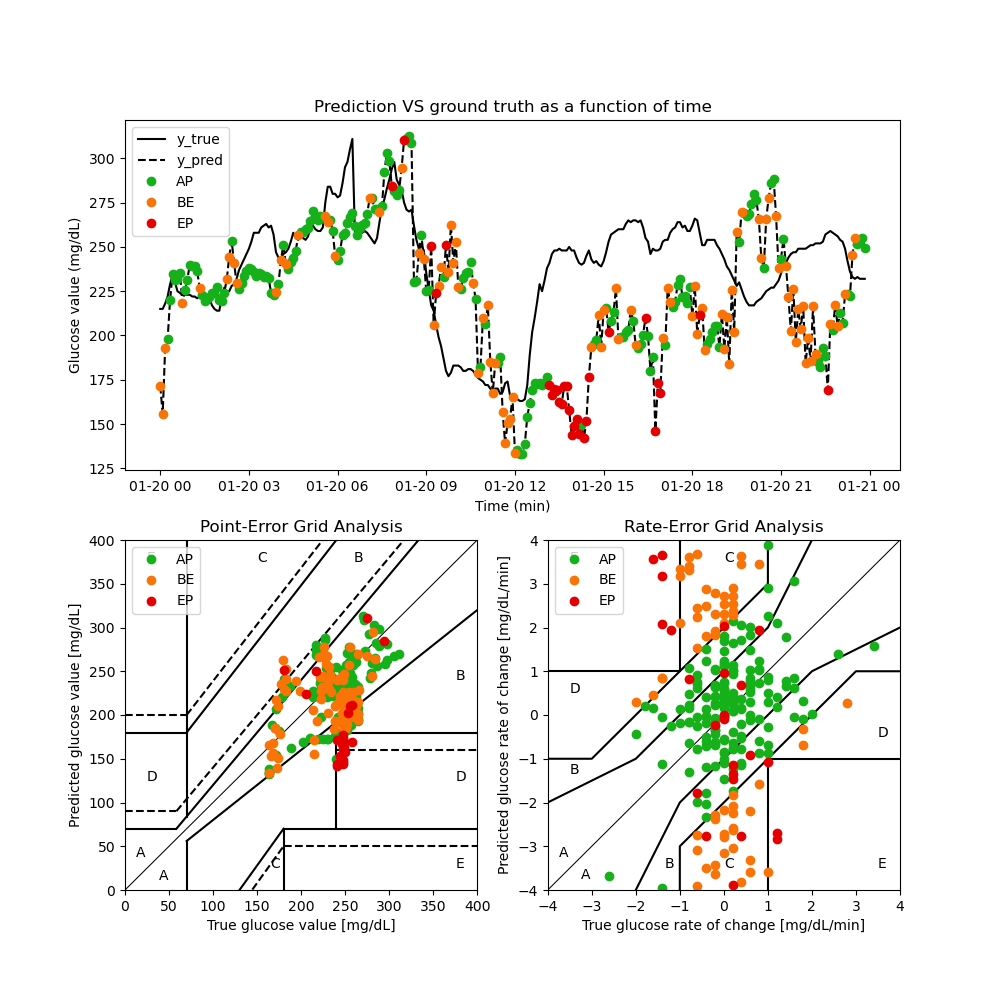 Prediction VS ground truth as a function of time
Glucose value (mg/dL)
300
275
250
225
200
175
150
125
y_true
y_pred
AP
BE
EP
01-20 00 01-20 03 01-20 06 01-20 09 01-20 12 01-20 15 01-20 18 01-20 21 01-21 00
Time (min)
Point-Error Grid Analysis
Predicted glucose value [mg/dL]
400
350
300
250
200
150
100
50
0
AP
BE
EP
C
B
B
D
D
A
A
C
E
0 50 100 150 200 250 300 350 400
True glucose value [mg/dL]
Rate-Error Grid Analysis
Predicted glucose rate of change [mg/dL/min]
4
3
2
1
0
−1
−2
−3
−4
AP
BE
EP
C
D
D
B
A
A
B
C
E
−4 −3 −2 −1 0 1 2 3 4
True glucose rate of change [mg/dL/min]